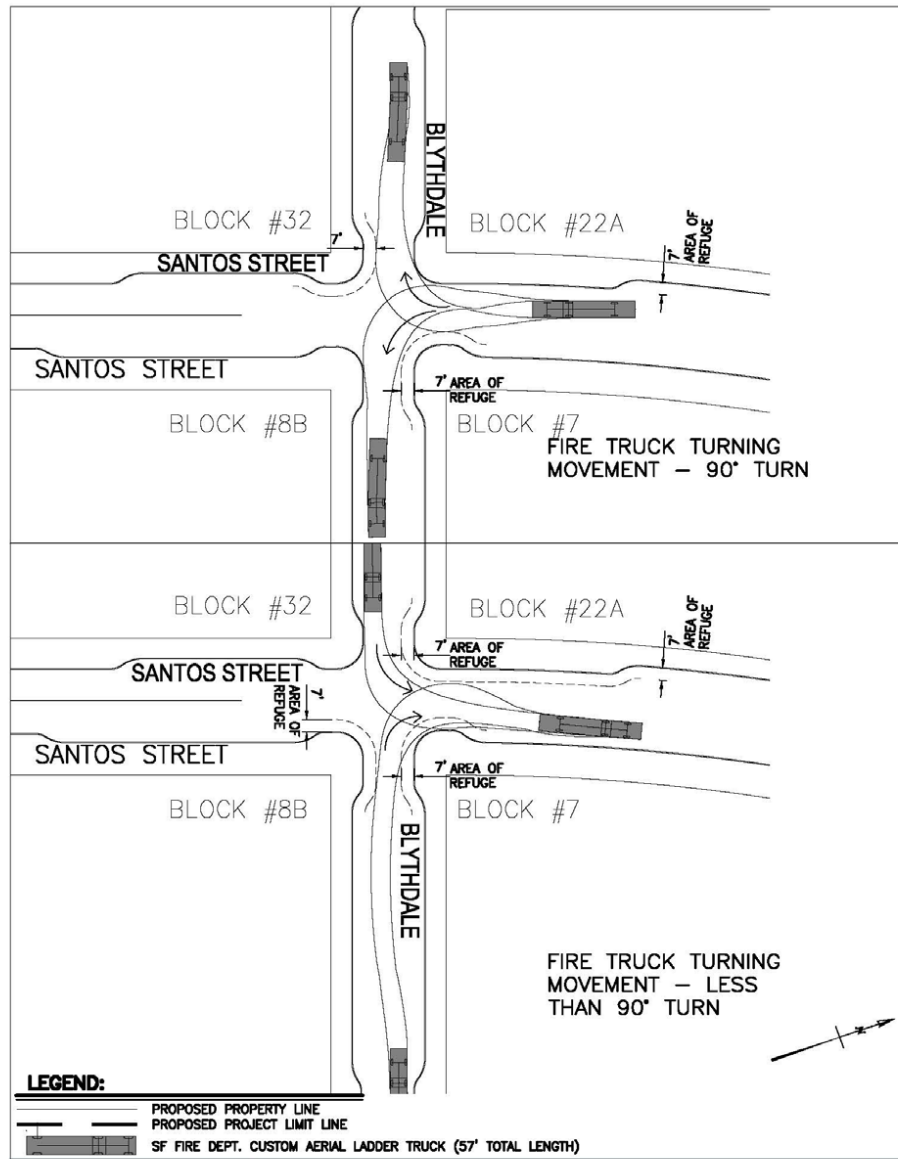 BLYTHDALE
BLOCK #32
BLOCK #22A
7'
7'
AREA OF
REFUGE
SANTOS STREET
SANTOS STREET
7' AREA OF
REFUGE
BLOCK #8B
BLOCK #7
FIRE TRUCK TURNING
MOVEMENT – 90° TURN
BLOCK #32
BLOCK #22A
7'
AREA OF
REFUGE
7' AREA OF
REFUGE
SANTOS STREET
7'
AREA OF
REFUGE
SANTOS STREET
7' AREA OF
REFUGE
BLOCK #8B
BLOCK #7
BLYTHDALE
FIRE TRUCK TURNING
MOVEMENT – LESS
THAN 90° TURN
N
LEGEND:
PROPOSED PROPERTY LINE
PROPOSED PROJECT LIMIT LINE
SF FIRE DEPT. CUSTOM AERIAL LADDER TRUCK (57' TOTAL LENGTH)